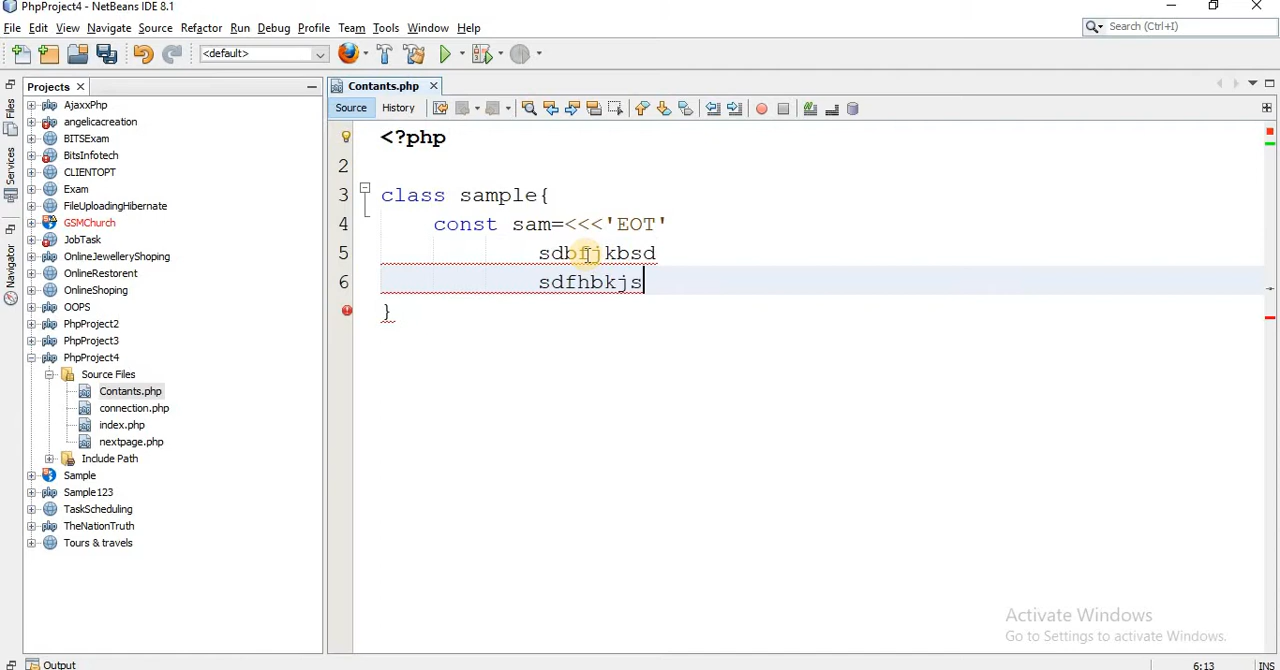 PhpProject4 - NetBeans IDE 8.1
File Edit View Navigate Source Refactor Run Debug Profile Team Tools Window Help
Search (Ctrl+I)
<default>
Projects
Contants.php
Source History
Files
Services
Navigator
AjaxxPhp
angelicacreation
BITSExam
BitsInfotech
CLIENTOPT
Exam
FileUploadingHibernate
GSMChurch
JobTask
OnlineJewelleryShoping
OnlineRestorent
OnlineShoping
OOPS
PhpProject2
PhpProject3
PhpProject4
Source Files
Contants.php
connection.php
index.php
nextpage.php
Include Path
Sample
Sample123
TaskScheduling
TheNationTruth
Tours & travels
<?php
2
3 class sample{
4 const sam=<<<'EOT'
5 sdbfjkbsd
6 sdfhbkjs
}
Activate Windows
Go to Settings to activate Windows.
Output
6:13 INS